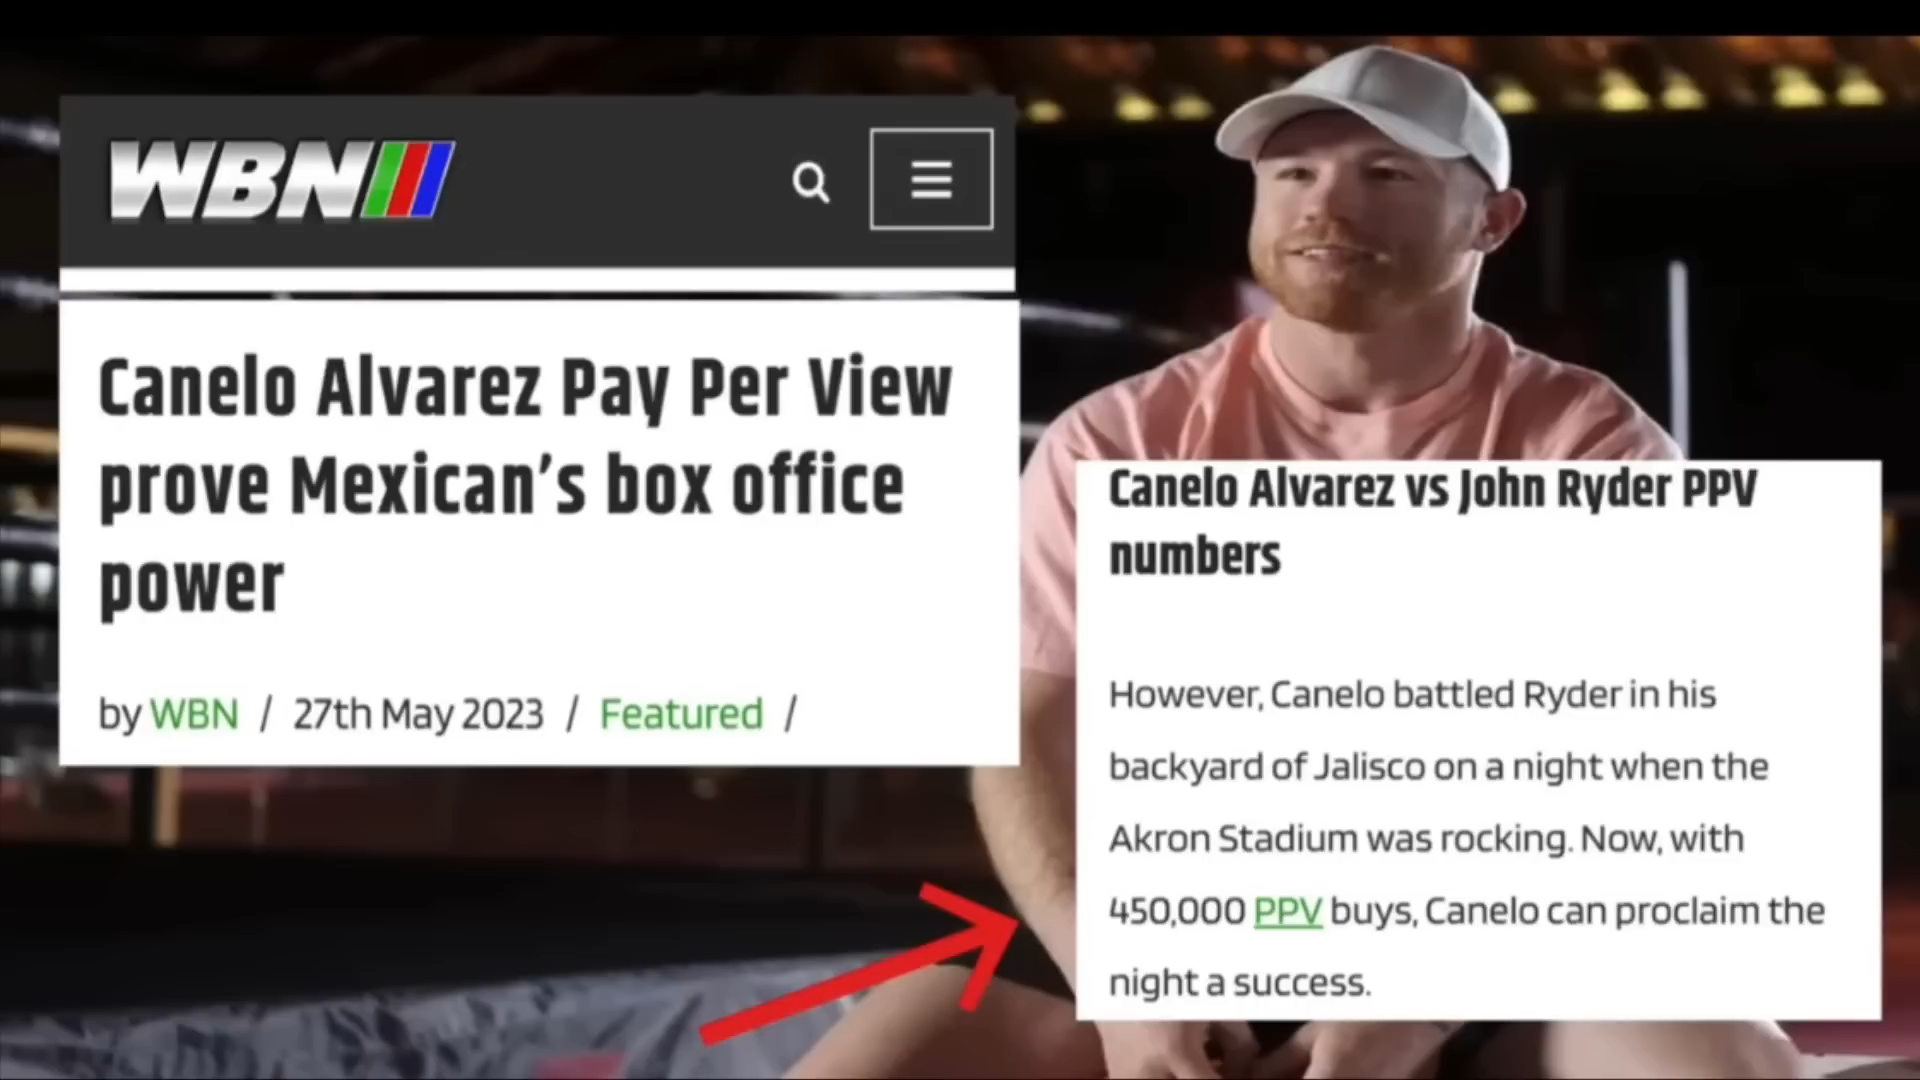 WBN
Canelo Alvarez Pay Per View
prove Mexican’s box office
power
by WBN / 27th May 2023 / Featured /
Canelo Alvarez vs John Ryder PPV
numbers
However, Canelo battled Ryder in his
backyard of Jalisco on a night when the
Akron Stadium was rocking. Now, with
450,000 PPV buys, Canelo can proclaim the
night a success.